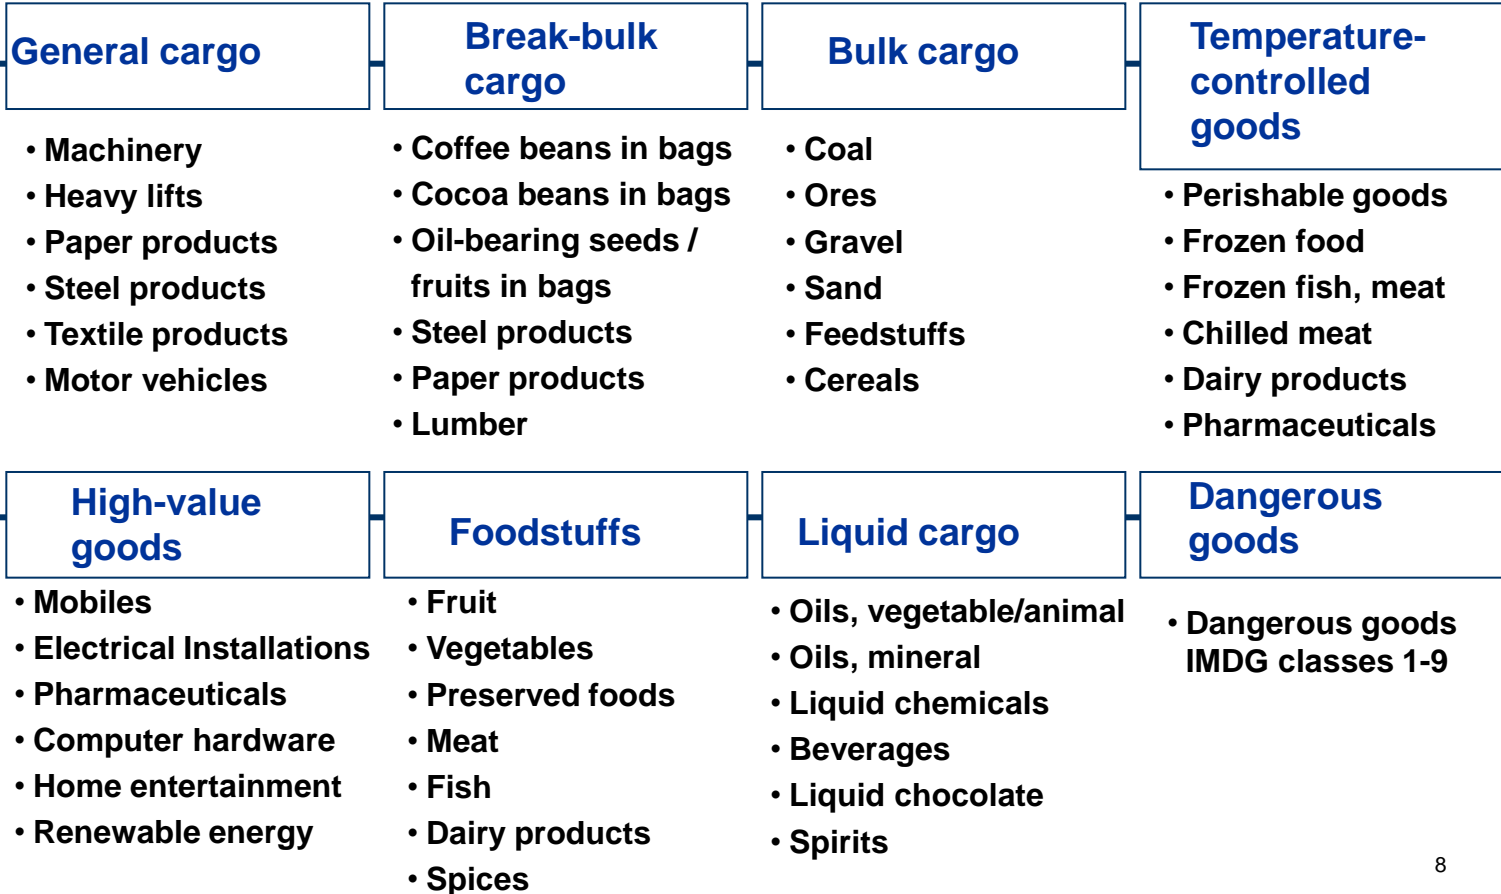 General cargo
• Machinery
• Heavy lifts
• Paper products
• Steel products
• Textile products
• Motor vehicles
Break-bulk
cargo
• Coffee beans in bags
• Cocoa beans in bags
• Oil-bearing seeds /
fruits in bags
• Steel products
• Paper products
• Lumber
Bulk cargo
• Coal
• Ores
• Gravel
• Sand
• Feedstuffs
• Cereals
Temperature-
controlled
goods
• Perishable goods
• Frozen food
• Frozen fish, meat
• Chilled meat
• Dairy products
• Pharmaceuticals
High-value
goods
• Mobiles
• Electrical Installations
• Pharmaceuticals
• Computer hardware
• Home entertainment
• Renewable energy
Foodstuffs
• Fruit
• Vegetables
• Preserved foods
• Meat
• Fish
• Dairy products
• Spices
Liquid cargo
• Oils, vegetable/animal
• Oils, mineral
• Liquid chemicals
• Beverages
• Liquid chocolate
• Spirits
Dangerous
goods
• Dangerous goods
IMDG classes 1-9
8